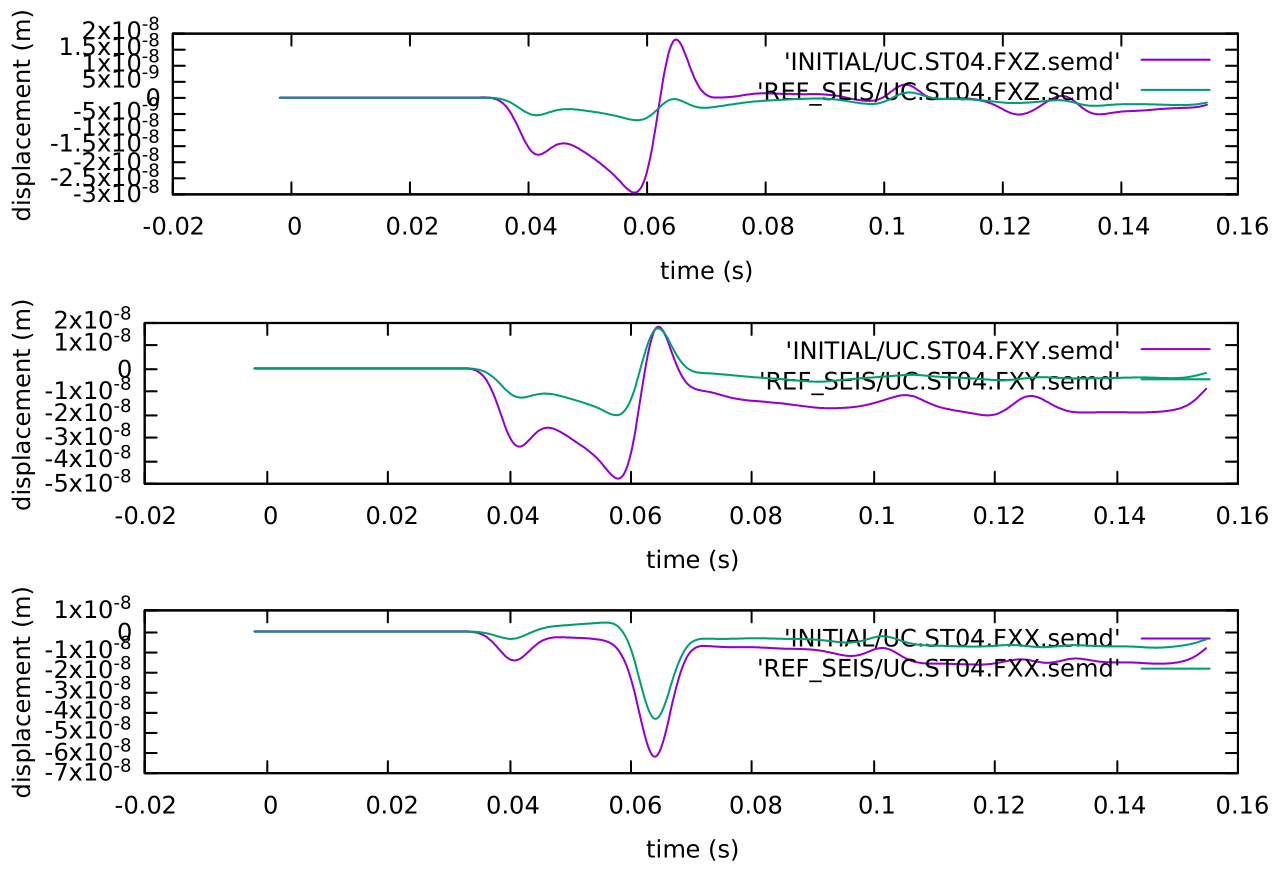 displacement (m)
2x10-8
1.5x10-8
1x10-8
5x10-9
0
-5x10-9
-1x10-8
-1.5x10-8
-2x10-8
-2.5x10-8
-3x10-8
'INITIAL/UC.ST04.FXZ.semd'
'REF_SEIS/UC.ST04.FXZ.semd'
-0.02 0 0.02 0.04 0.06 0.08 0.1 0.12 0.14 0.16
time (s)
displacement (m)
2x10-8
1x10-8
0
-1x10-8
-2x10-8
-3x10-8
-4x10-8
-5x10-8
'INITIAL/UC.ST04.FXY.semd'
'REF_SEIS/UC.ST04.FXY.semd'
-0.02 0 0.02 0.04 0.06 0.08 0.1 0.12 0.14 0.16
time (s)
displacement (m)
1x10-8
0
-1x10-8
-2x10-8
-3x10-8
-4x10-8
-5x10-8
-6x10-8
-7x10-8
'INITIAL/UC.ST04.FXX.semd'
'REF_SEIS/UC.ST04.FXX.semd'
-0.02 0 0.02 0.04 0.06 0.08 0.1 0.12 0.14 0.16
time (s)